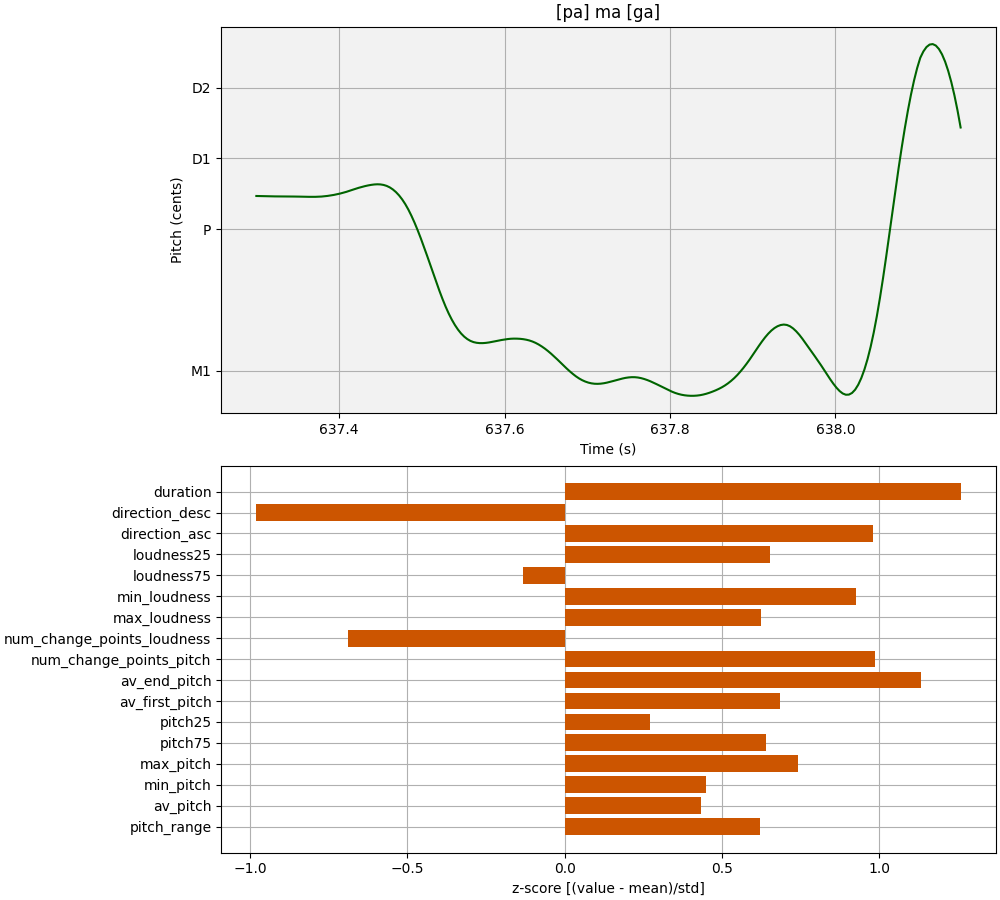 [pa] ma [ga]
D2
D1
P
M1
Pitch (cents)
637.4 637.6 637.8 638.0
Time (s)
duration
direction_desc
direction_asc
loudness25
loudness75
min_loudness
max_loudness
num_change_points_loudness
num_change_points_pitch
av_end_pitch
av_first_pitch
pitch25
pitch75
max_pitch
min_pitch
av_pitch
pitch_range
−1.0 −0.5 0.0 0.5 1.0
z-score [(value - mean)/std]